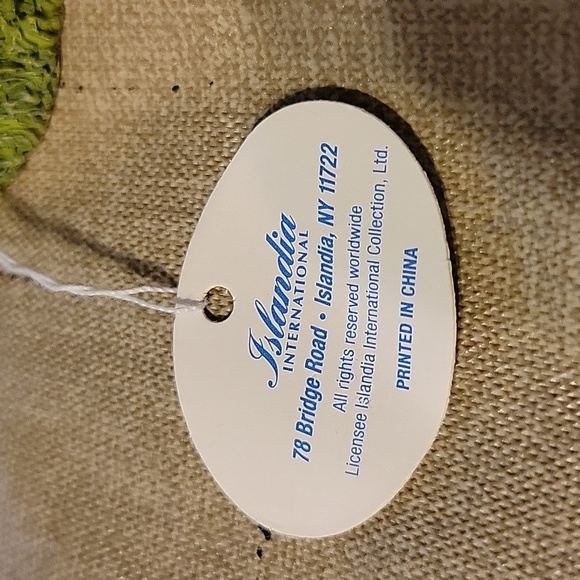 Islandia
INTERNATIONAL
78 Bridge Road • Islandia, NY 11722
All rights reserved worldwide
Licensee Islandia International Collection, Ltd.
PRINTED IN CHINA